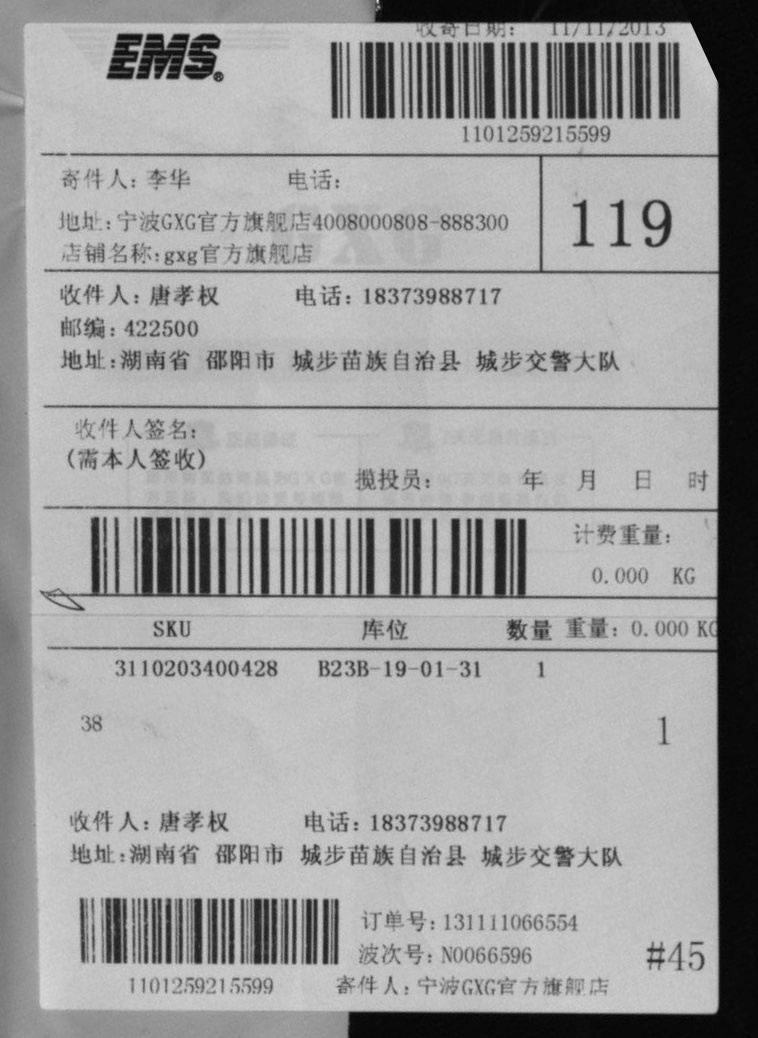 EMS®
收寄日期: 11/11/2013
1101259215599
寄件人:李华 电话:
地址:宁波GXG官方旗舰店4008000808-888300
店铺名称:gxg官方旗舰店
119
收件人:唐孝权 电话:18373988717
邮编:422500
地址:湖南省 邵阳市 城步苗族自治县 城步交警大队
收件人签名:
(需本人签收)
揽投员: 年 月 日 时
计费重量:
0.000 KG
SKU 库位 数量 重量: 0.000 KG
3110203400428 B23B-19-01-31 1
38
1
收件人:唐孝权 电话:18373988717
地址:湖南省 邵阳市 城步苗族自治县 城步交警大队
订单号:131111066554
波次号:N0066596
#45
1101259215599 寄件人:宁波GXG官方旗舰店